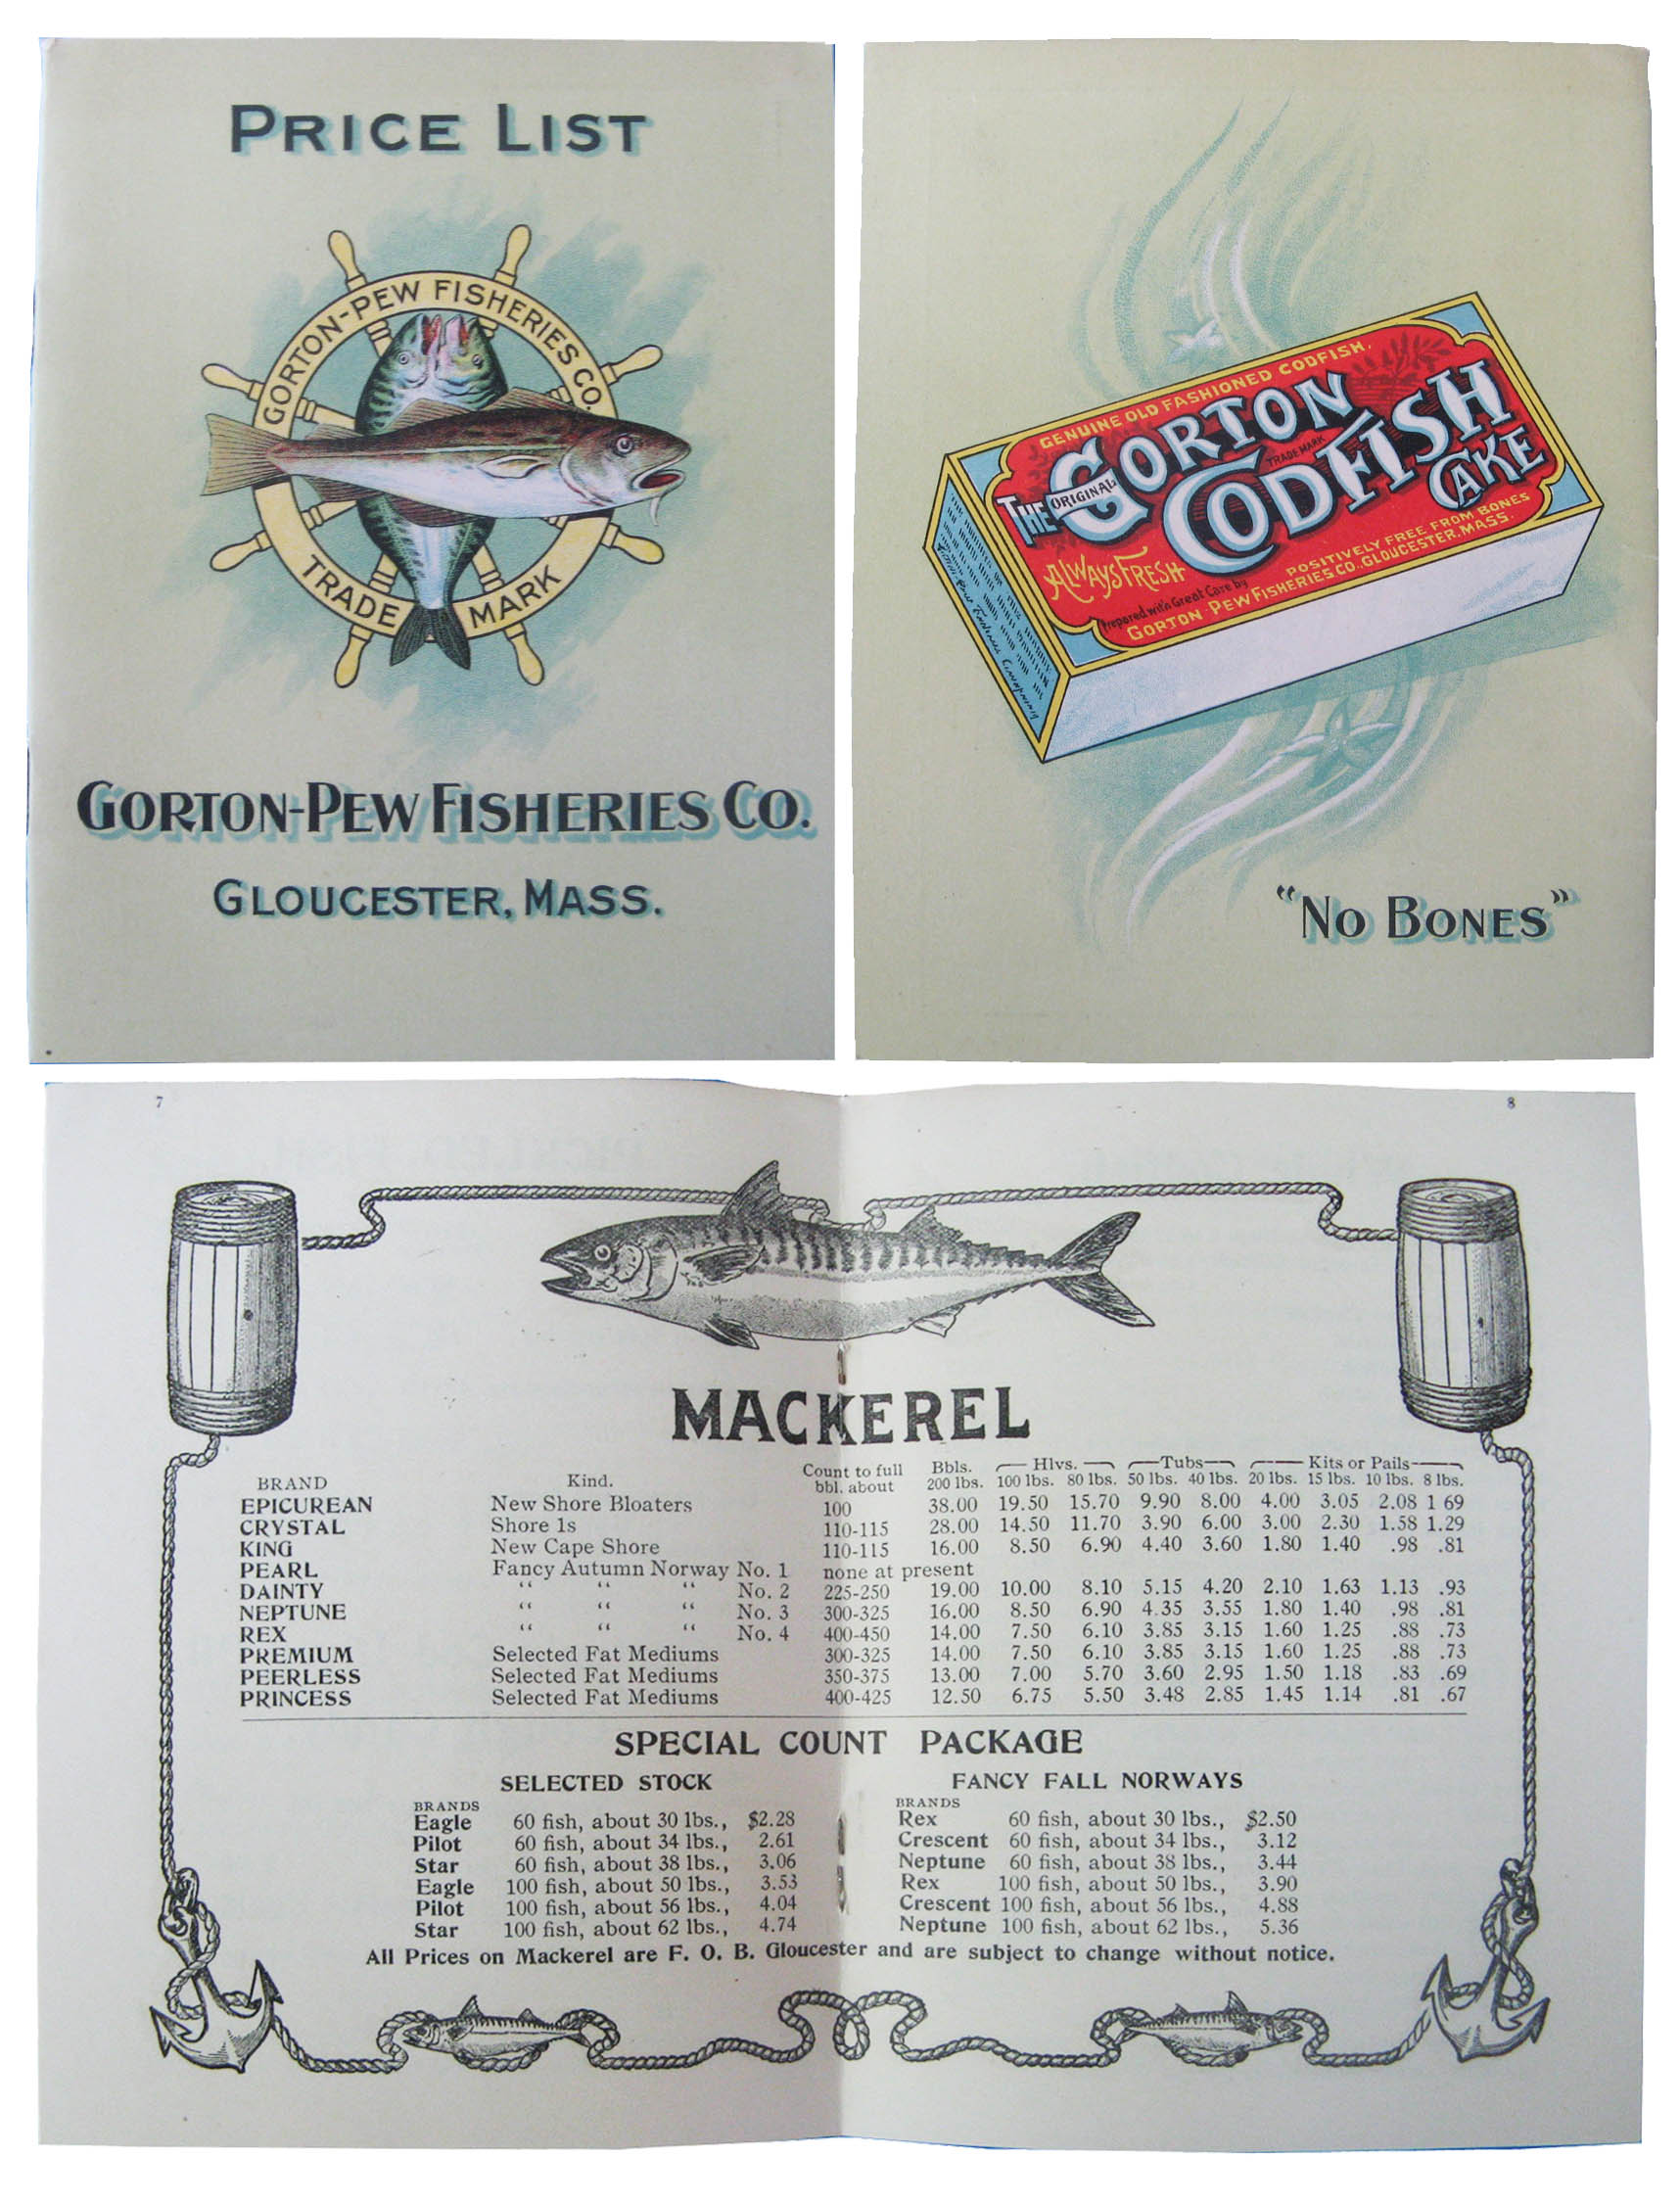 PRICE LIST
GORTON-PEW FISHERIES CO.
TRADE MARK
GORTON-PEW FISHERIES CO.
GLOUCESTER, MASS.
GENUINE OLD FASHIONED CODFISH,
THE ORIGINAL GORTON
TRADE MARK
CODFISH
CAKE
ALWAYS FRESH
POSITIVELY FREE FROM BONES
Prepared with Great Care by
GORTON-PEW FISHERIES CO., GLOUCESTER, MASS.
"NO BONES"
7
8
MACKEREL
BRAND Kind. Count to full bbl. about Bbls. 200 lbs. Hlvs. 100 lbs. 80 lbs. Tubs 50 lbs. 40 lbs. Kits or Pails 20 lbs. 15 lbs. 10 lbs. 8 lbs.
EPICUREAN New Shore Bloaters 100 38.00 19.50 15.70 9.90 8.00 4.00 3.05 2.08 1 69
CRYSTAL Shore 1s 110-115 28.00 14.50 11.70 3.90 6.00 3.00 2.30 1.58 1.29
KING New Cape Shore 110-115 16.00 8.50 6.90 4.40 3.60 1.80 1.40 .98 .81
PEARL Fancy Autumn Norway No. 1 none at present
DAINTY " " " No. 2 225-250 19.00 10.00 8.10 5.15 4.20 2.10 1.63 1.13 .93
NEPTUNE " " " No. 3 300-325 16.00 8.50 6.90 4.35 3.55 1.80 1.40 .98 .81
REX " " " No. 4 400-450 14.00 7.50 6.10 3.85 3.15 1.60 1.25 .88 .73
PREMIUM Selected Fat Mediums 300-325 14.00 7.50 6.10 3.85 3.15 1.60 1.25 .88 .73
PEERLESS Selected Fat Mediums 350-375 13.00 7.00 5.70 3.60 2.95 1.50 1.18 .83 .69
PRINCESS Selected Fat Mediums 400-425 12.50 6.75 5.50 3.48 2.85 1.45 1.14 .81 .67
SPECIAL COUNT PACKAGE
SELECTED STOCK
BRANDS
Eagle 60 fish, about 30 lbs., $2.28
Pilot 60 fish, about 34 lbs., 2.61
Star 60 fish, about 38 lbs., 3.06
Eagle 100 fish, about 50 lbs., 3.53
Pilot 100 fish, about 56 lbs., 4.04
Star 100 fish, about 62 lbs., 4.74
FANCY FALL NORWAYS
BRANDS
Rex 60 fish, about 30 lbs., $2.50
Crescent 60 fish, about 34 lbs., 3.12
Neptune 60 fish, about 38 lbs., 3.44
Rex 100 fish, about 50 lbs., 3.90
Crescent 100 fish, about 56 lbs., 4.88
Neptune 100 fish, about 62 lbs., 5.36
All Prices on Mackerel are F. O. B. Gloucester and are subject to change without notice.